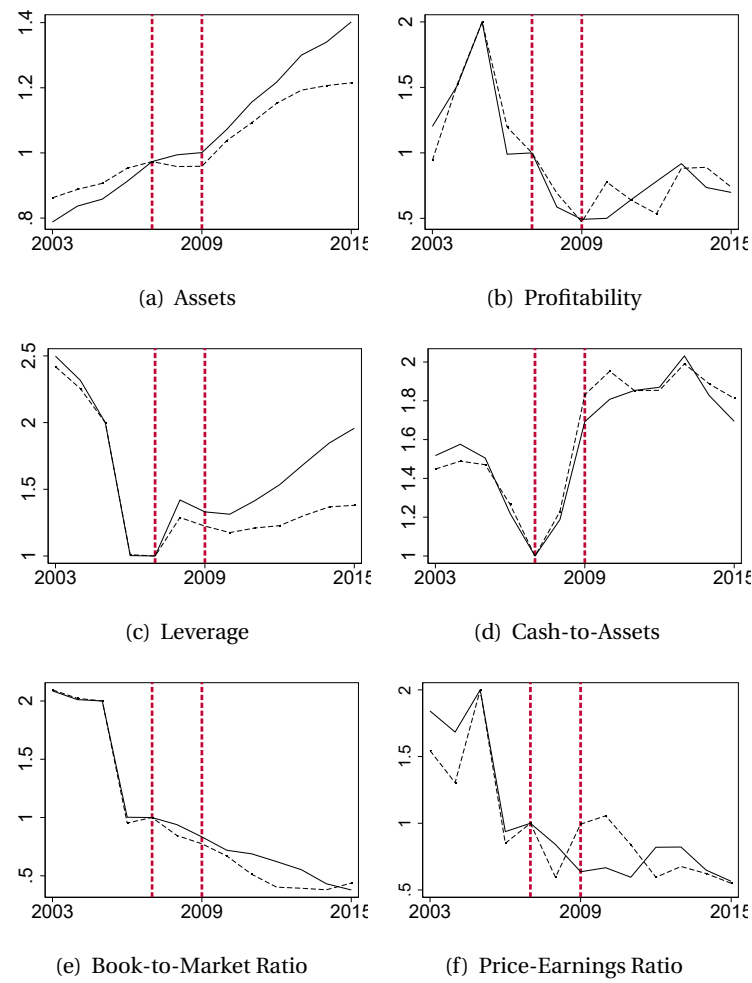 .8 1 1.2 1.4
2003 2009 2015
(a) Assets
.5 1 1.5 2
2003 2009 2015
(b) Profitability
1 1.5 2 2.5
2003 2009 2015
(c) Leverage
1 1.2 1.4 1.6 1.8 2
2003 2009 2015
(d) Cash-to-Assets
.5 1 1.5 2
2003 2009 2015
(e) Book-to-Market Ratio
.5 1 1.5 2
2003 2009 2015
(f) Price-Earnings Ratio